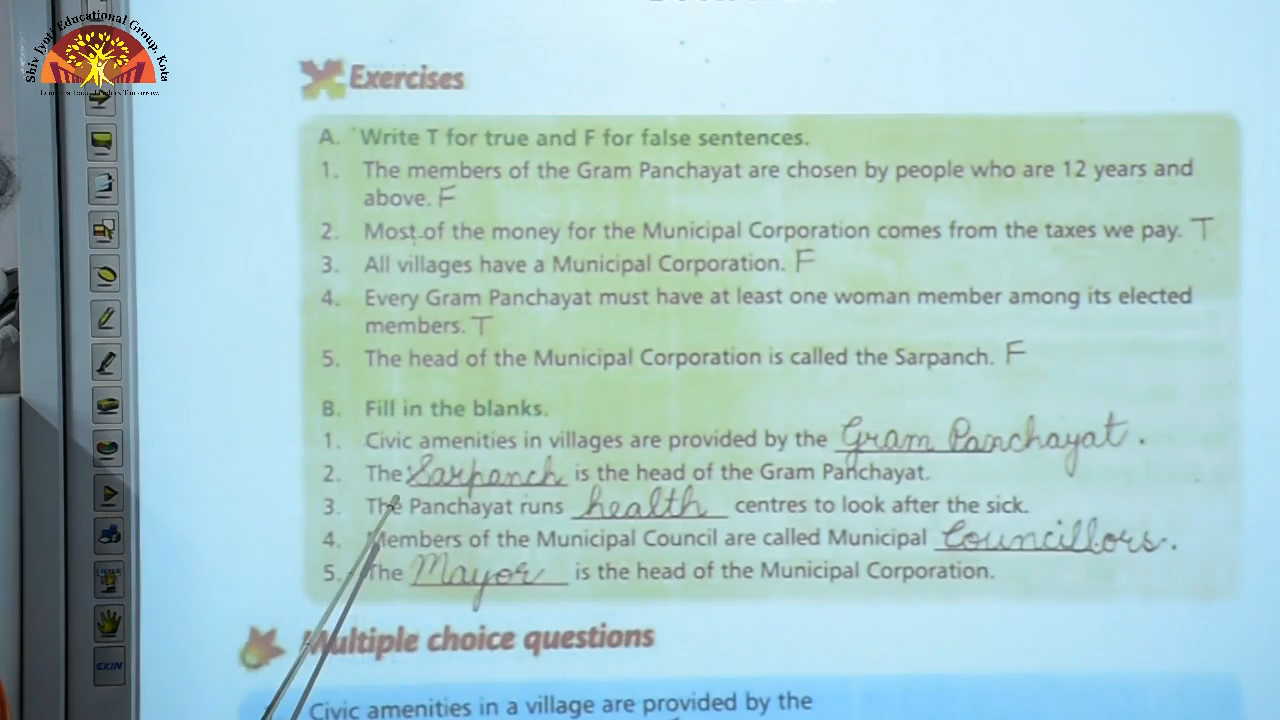 Shiv Jyoti Educational Group, Kota
Exercises
A. Write T for true and F for false sentences.
1. The members of the Gram Panchayat are chosen by people who are 12 years and
above. F
2. Most of the money for the Municipal Corporation comes from the taxes we pay. T
3. All villages have a Municipal Corporation. F
4. Every Gram Panchayat must have at least one woman member among its elected
members. T
5. The head of the Municipal Corporation is called the Sarpanch. F
B. Fill in the blanks.
1. Civic amenities in villages are provided by the Gram Panchayat.
2. The Sarpanch is the head of the Gram Panchayat.
3. The Panchayat runs health centres to look after the sick.
4. Members of the Municipal Council are called Municipal Councillors.
5. The Mayor is the head of the Municipal Corporation.
Multiple choice questions
Civic amenities in a village are provided by the